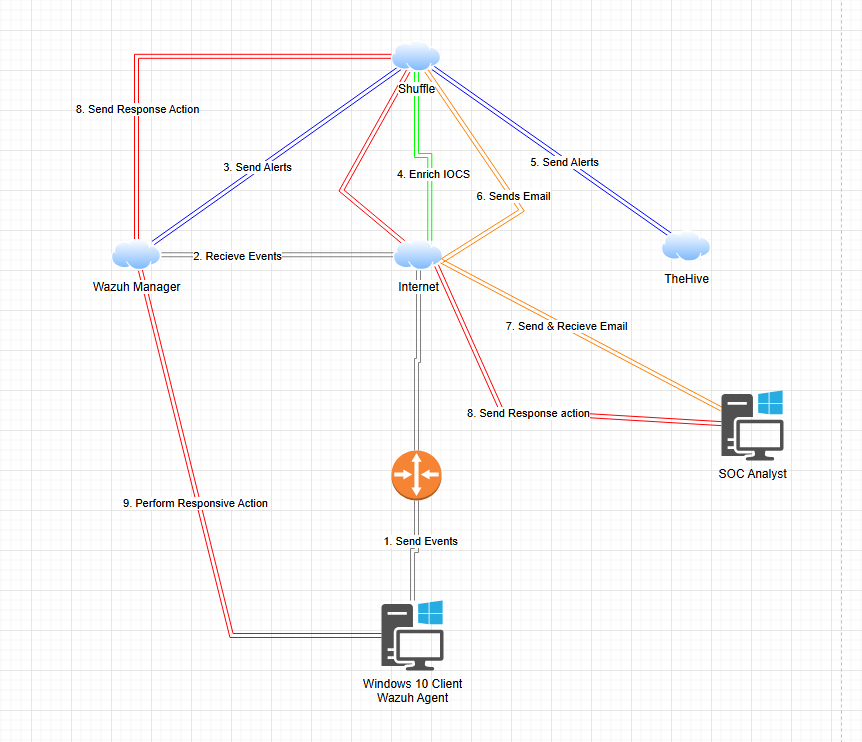 Shuffle
8. Send Response Action
3. Send Alerts
5. Send Alerts
4. Enrich IOCS
6. Sends Email
2. Recieve Events
Wazuh Manager
Internet
TheHive
7. Send & Recieve Email
8. Send Response action
SOC Analyst
9. Perform Responsive Action
1. Send Events
Windows 10 Client
Wazuh Agent